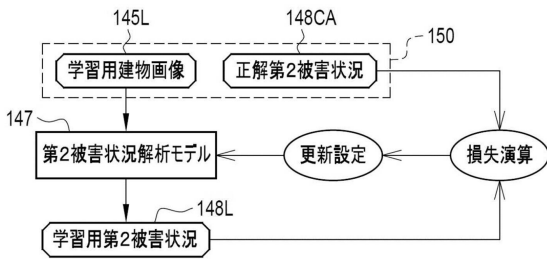 145L
148CA
150
学習用建物画像
正解第2被害状況
147
第2被害状況解析モデル
更新設定
損失演算
148L
学習用第2被害状況